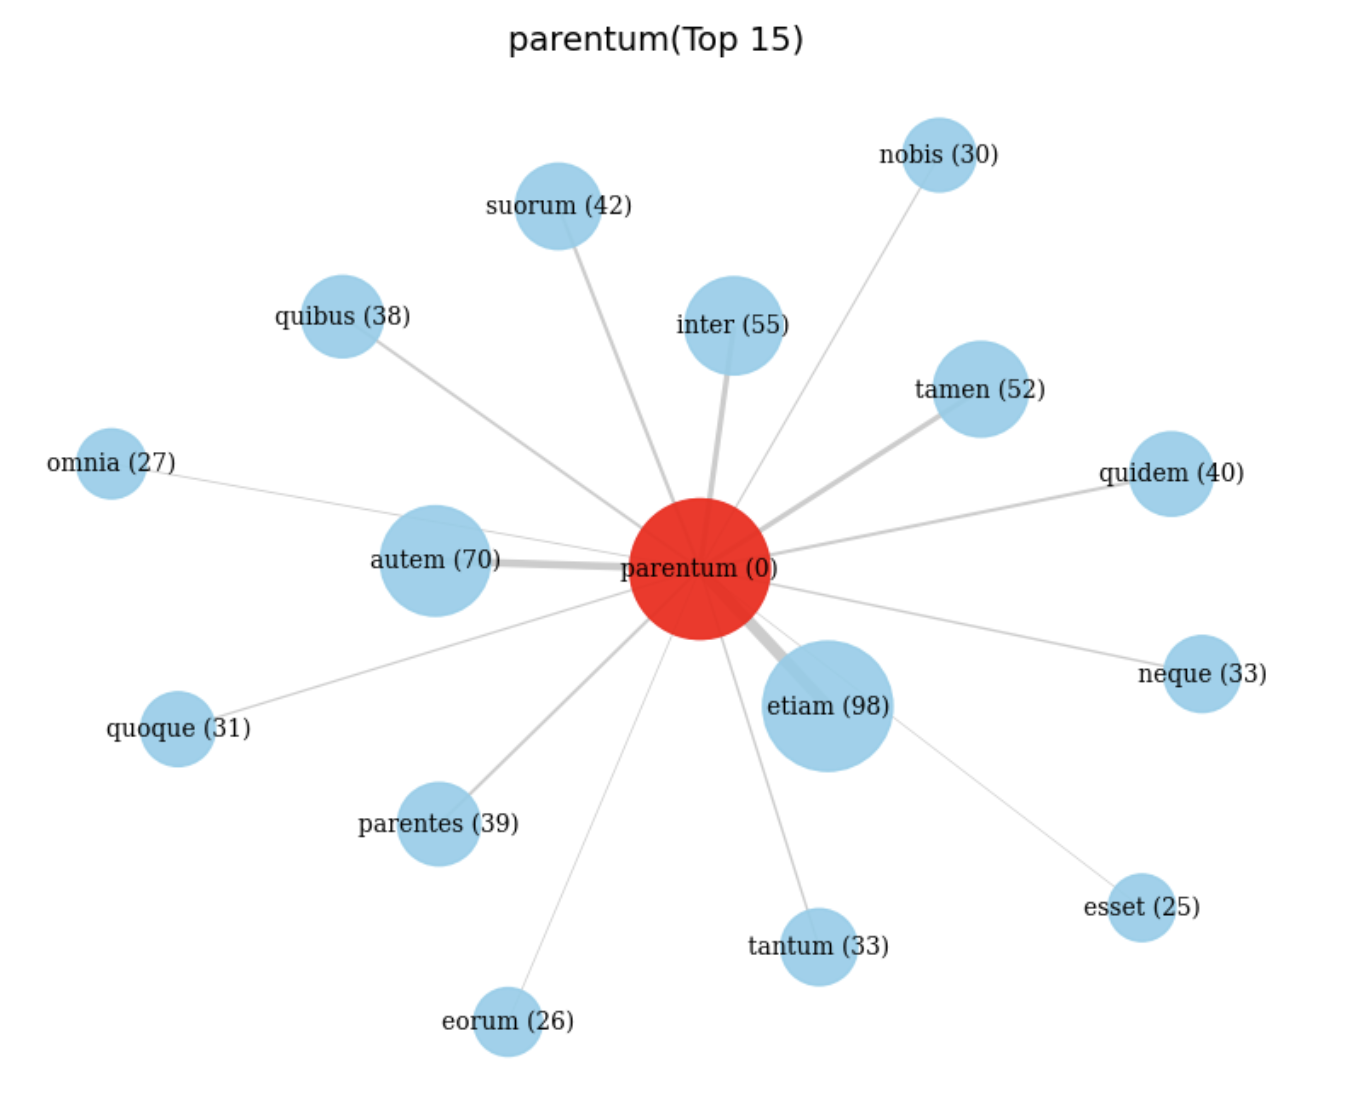 parentum(Top 15)
nobis (30)
suorum (42)
quibus (38)
inter (55)
tamen (52)
omnia (27)
quidem (40)
autem (70)
parentum (0)
neque (33)
etiam (98)
quoque (31)
parentes (39)
esset (25)
tantum (33)
eorum (26)